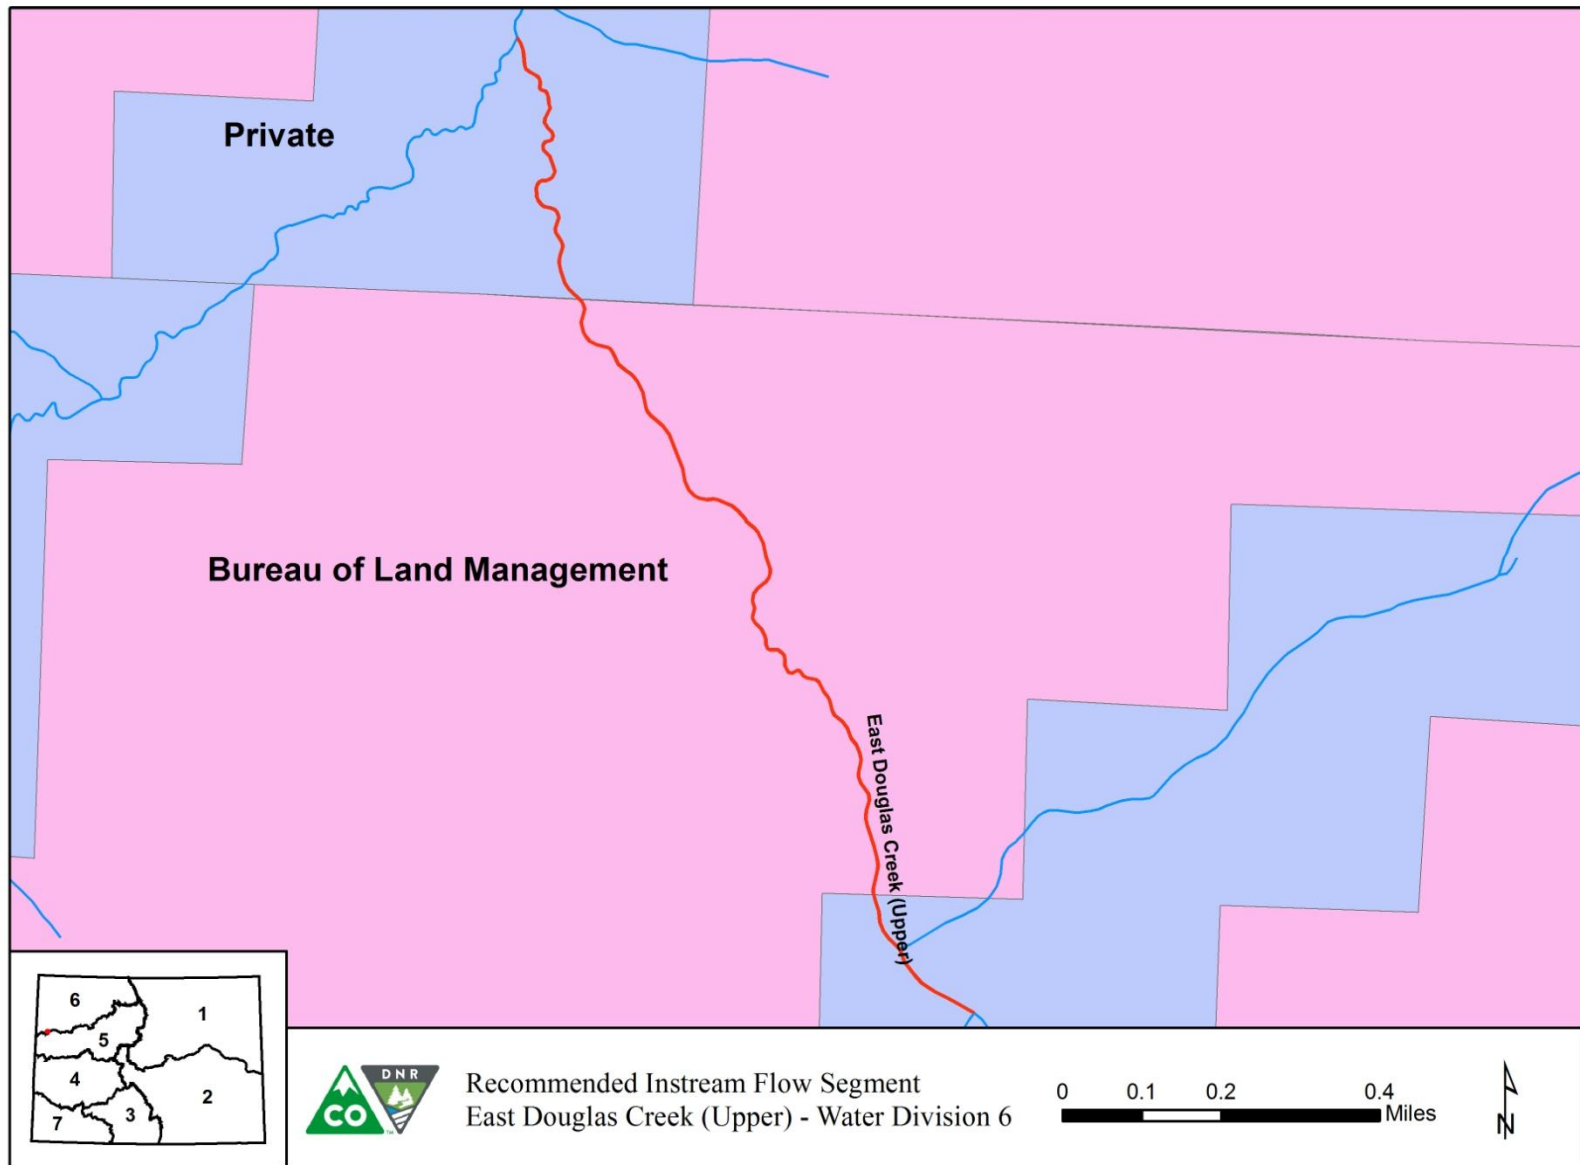 Private
Bureau of Land Management
East Douglas Creek (Upper)
6
1
5
4
2
3
7
CO
TM
DNR
Recommended Instream Flow Segment
East Douglas Creek (Upper) - Water Division 6
0 0.1 0.2 0.4
Miles
N